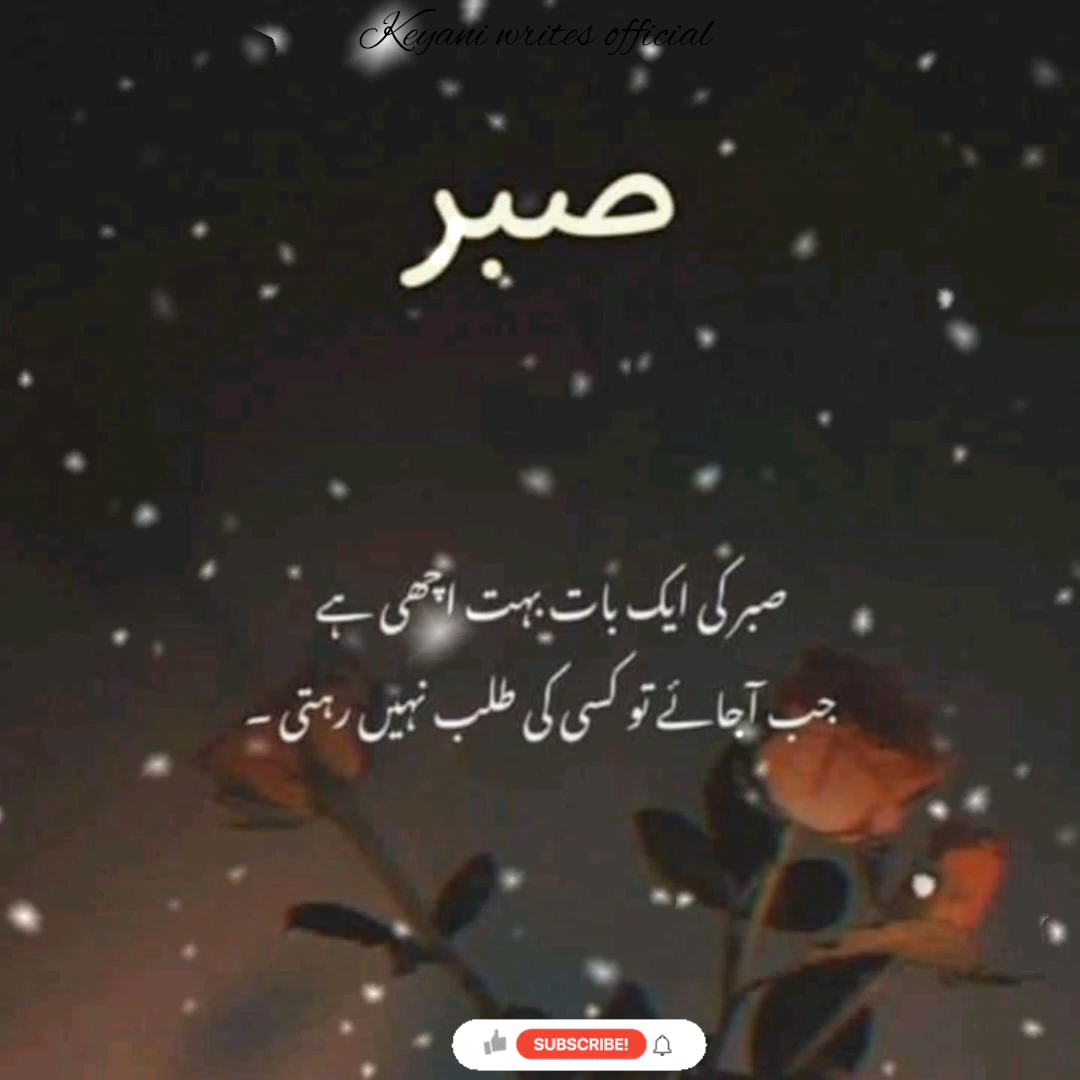 Keyani writes official
صبر
صبر کی ایک بات بہت اچھی ہے
جب آجائے تو کسی کی طلب نہیں رہتی ۔
SUBSCRIBE!